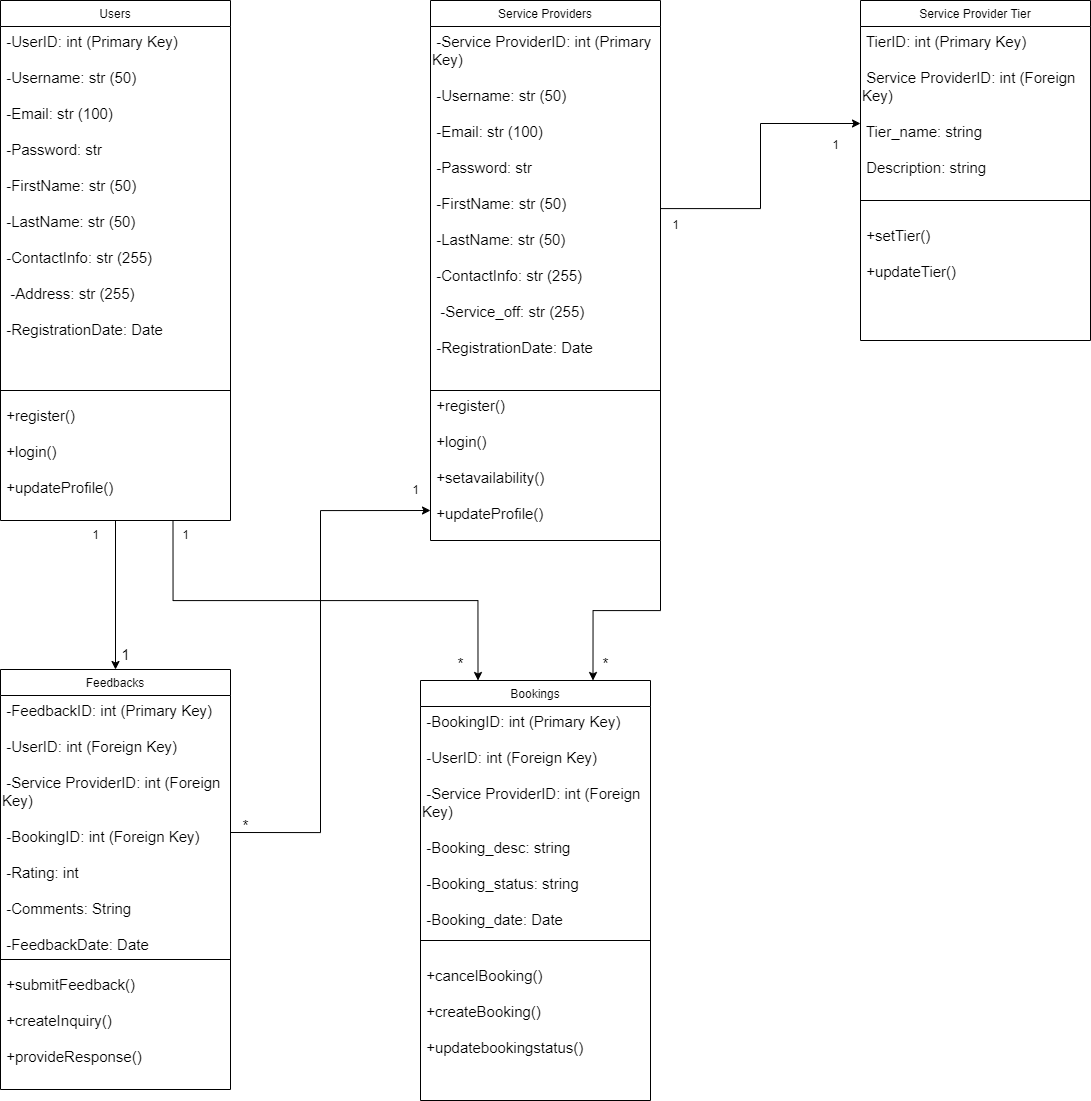 Users
-UserID: int (Primary Key)
-Username: str (50)
-Email: str (100)
-Password: str
-FirstName: str (50)
-LastName: str (50)
-ContactInfo: str (255)
-Address: str (255)
-RegistrationDate: Date
+register()
+login()
+updateProfile()
1
1
Service Providers
-Service ProviderID: int (Primary
Key)
-Username: str (50)
-Email: str (100)
-Password: str
-FirstName: str (50)
-LastName: str (50)
-ContactInfo: str (255)
-Service_off: str (255)
-RegistrationDate: Date
+register()
+login()
+setavailability()
+updateProfile()
1
1
1
Service Provider Tier
TierID: int (Primary Key)
Service ProviderID: int (Foreign
Key)
Tier_name: string
Description: string
+setTier()
+updateTier()
1
Feedbacks
-FeedbackID: int (Primary Key)
-UserID: int (Foreign Key)
-Service ProviderID: int (Foreign
Key)
-BookingID: int (Foreign Key)
-Rating: int
-Comments: String
-FeedbackDate: Date
+submitFeedback()
+createInquiry()
+provideResponse()
*
*
*
Bookings
-BookingID: int (Primary Key)
-UserID: int (Foreign Key)
-Service ProviderID: int (Foreign
Key)
-Booking_desc: string
-Booking_status: string
-Booking_date: Date
+cancelBooking()
+createBooking()
+updatebookingstatus()